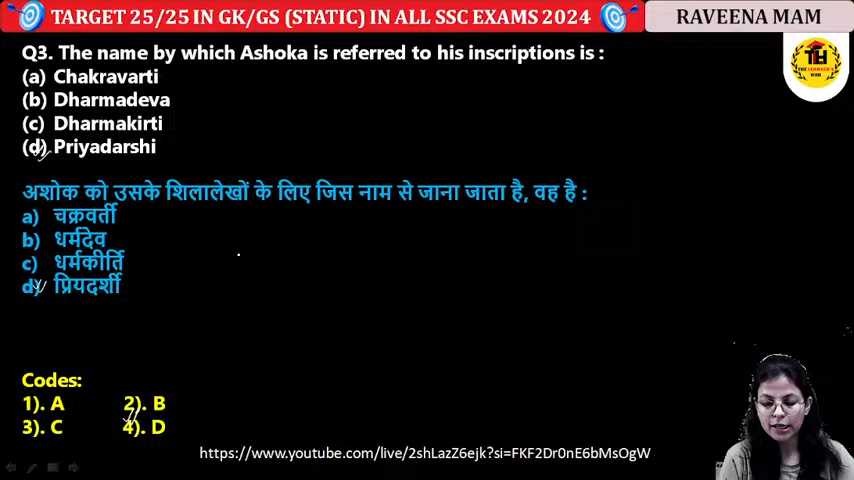 TARGET 25/25 IN GK/GS (STATIC) IN ALL SSC EXAMS 2024
RAVEENA MAM
Q3. The name by which Ashoka is referred to his inscriptions is :
(a) Chakravarti
(b) Dharmadeva
(c) Dharmakirti
(d) Priyadarshi
अशोक को उसके शिलालेखों के लिए जिस नाम से जाना जाता है, वह है :
a) चक्रवर्ती
b) धर्मदेव
c) धर्मकीर्ति
d) प्रियदर्शी
Codes:
1). A 2). B
3). C 4). D
https://www.youtube.com/live/2shLazZ6ejk?si=FKF2Dr0nE6bMsOgW